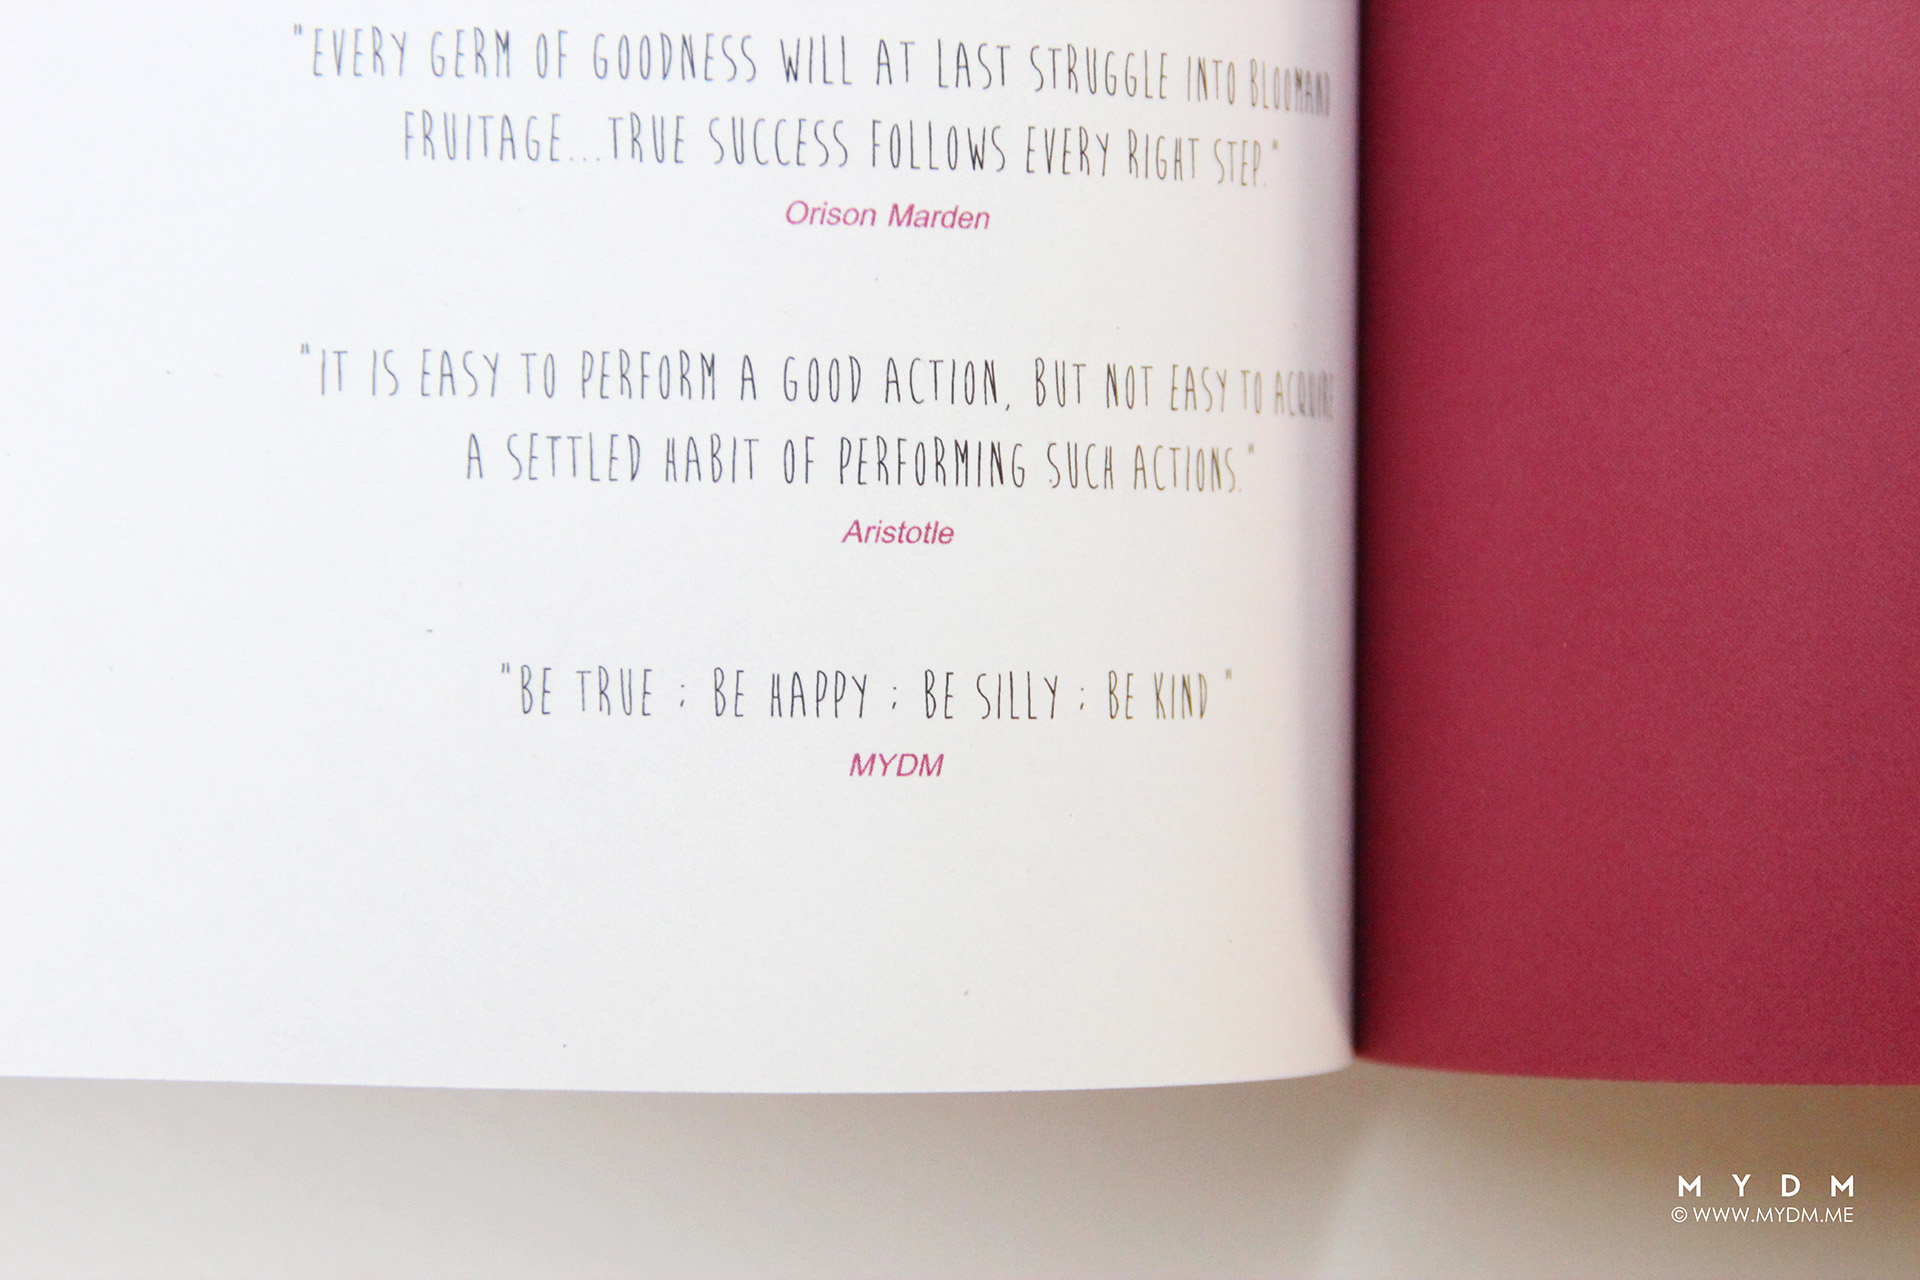 "EVERY GERM OF GOODNESS WILL AT LAST STRUGGLE INTO BLOOMAND
FRUITAGE...TRUE SUCCESS FOLLOWS EVERY RIGHT STEP."
Orison Marden
"IT IS EASY TO PERFORM A GOOD ACTION, BUT NOT EASY TO ACQUIRE
A SETTLED HABIT OF PERFORMING SUCH ACTIONS."
Aristotle
"BE TRUE ; BE HAPPY ; BE SILLY ; BE KIND "
MYDM
MYDM
© WWW.MYDM.ME